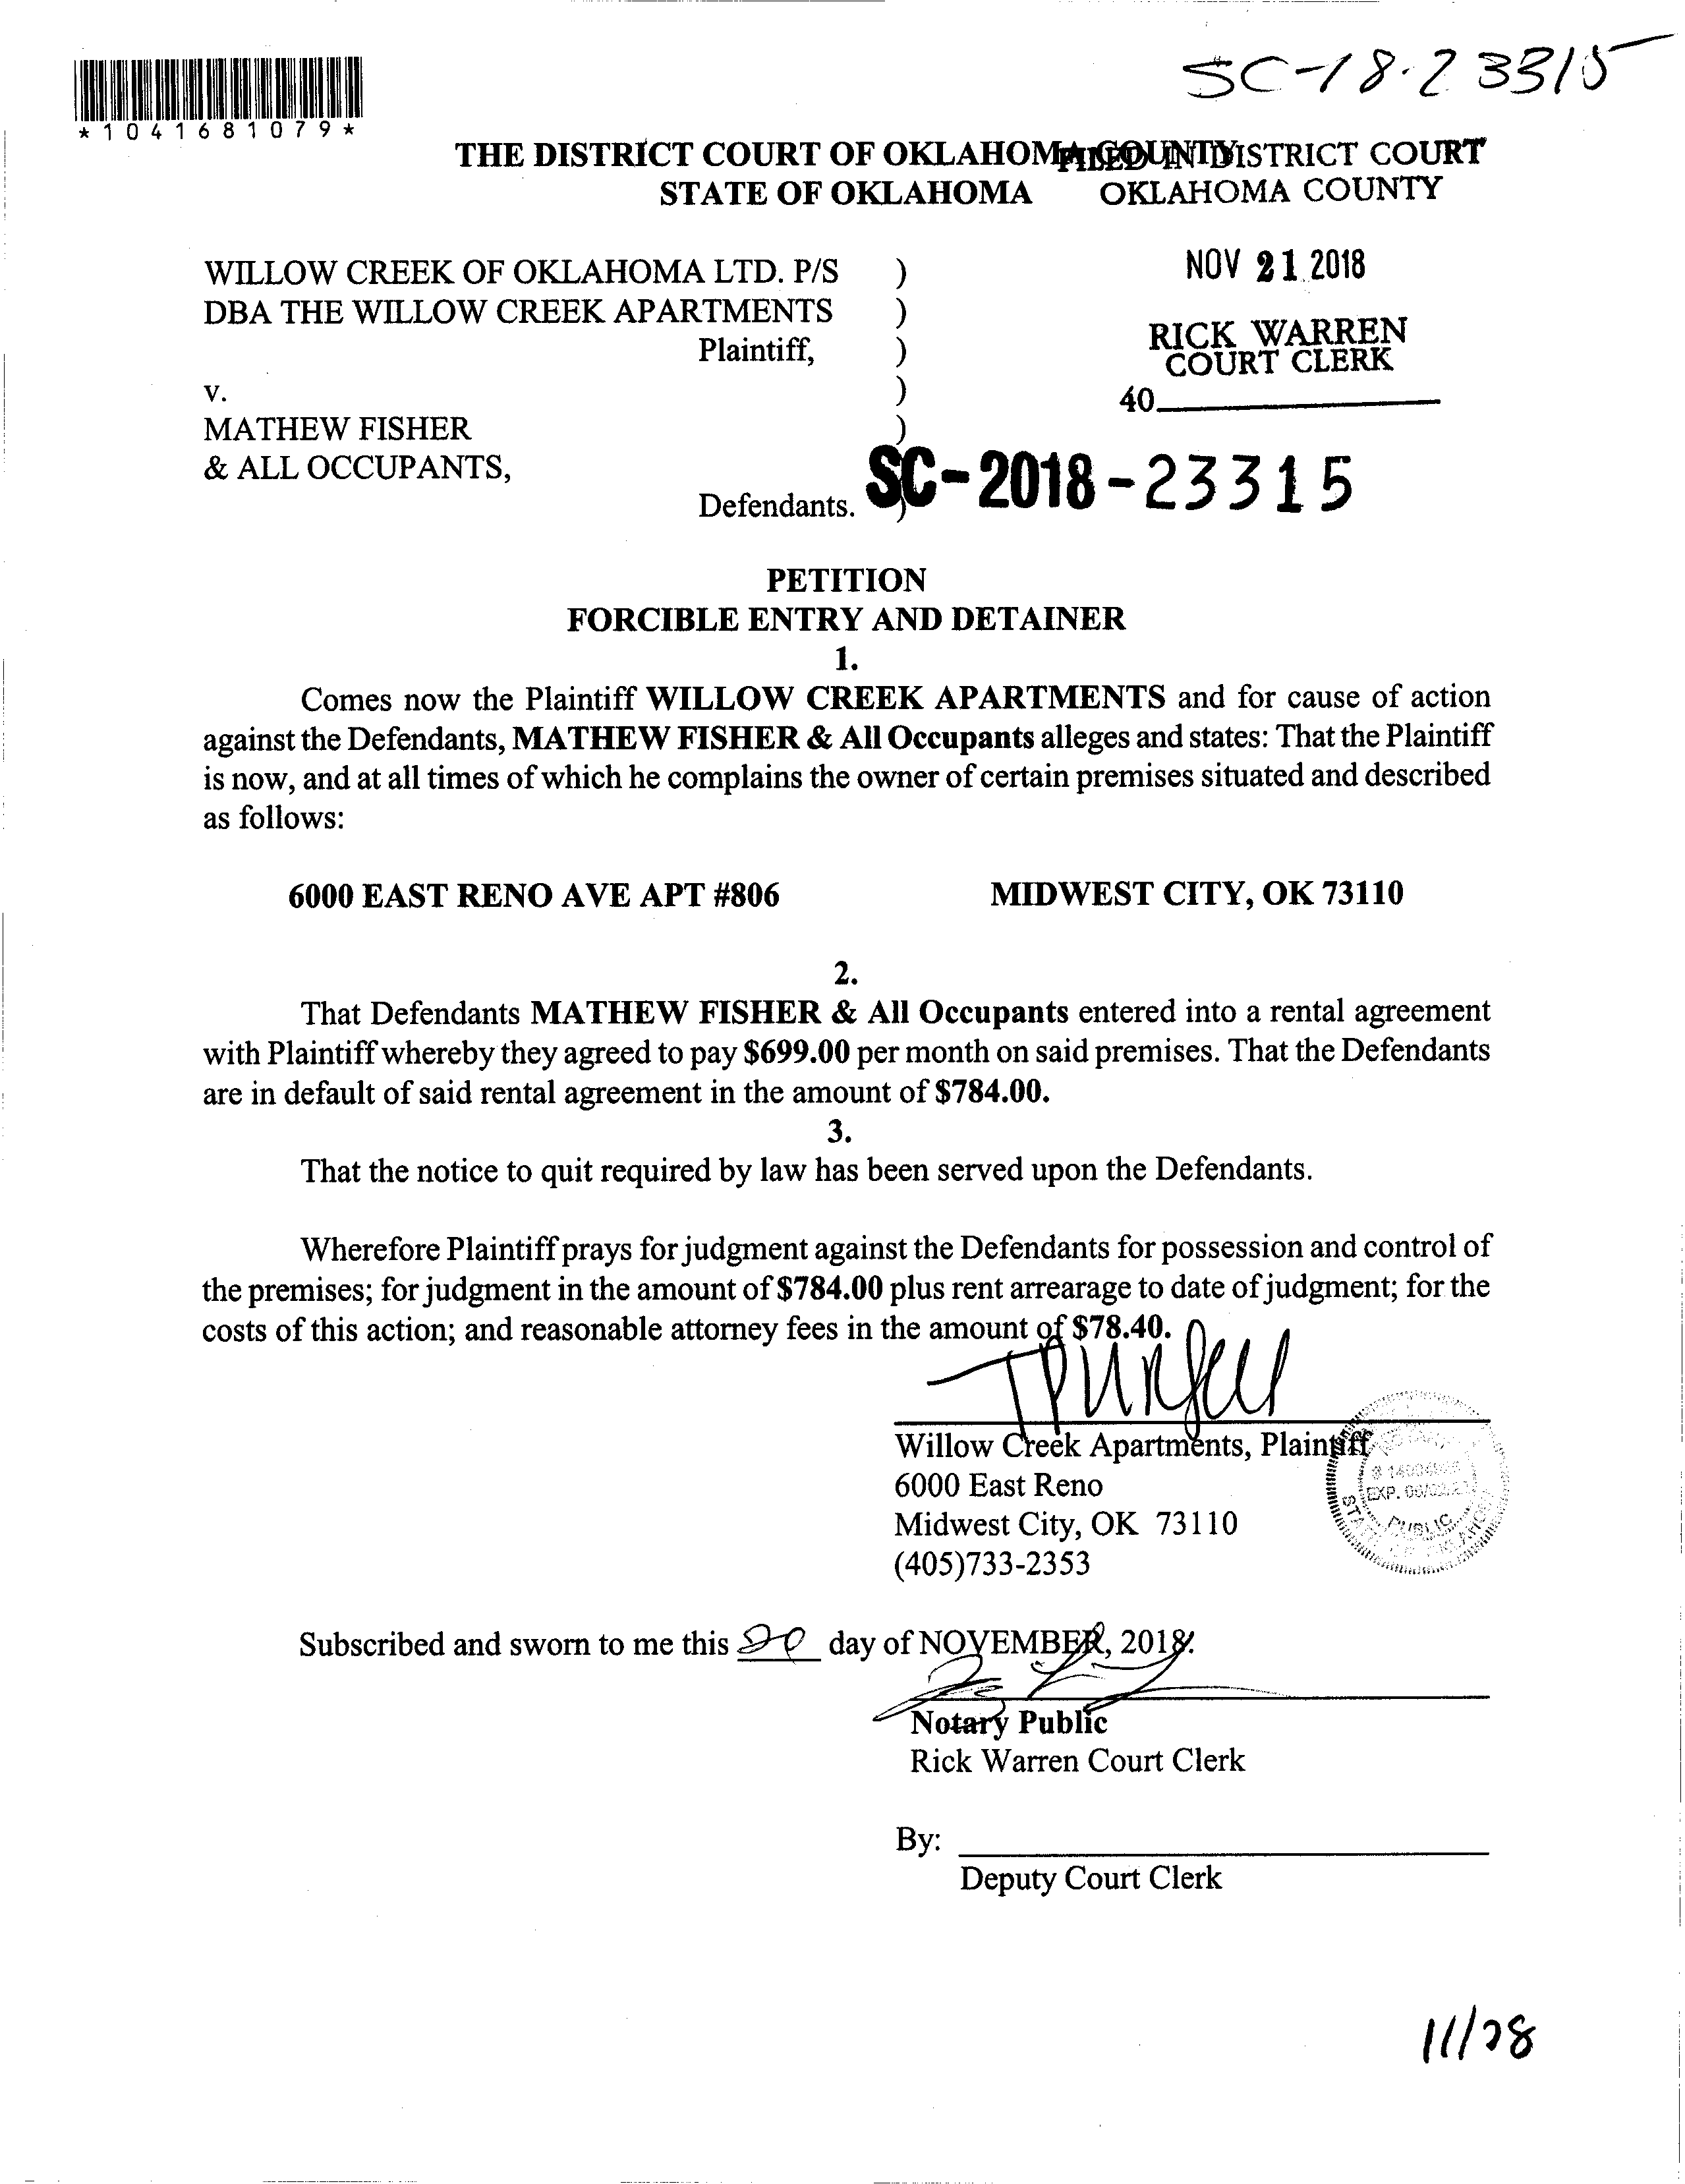 SC-18-23315
*1041681079*
THE DISTRICT COURT OF OKLAHOMA COUNTY
FILED IN DISTRICT COURT
STATE OF OKLAHOMA
OKLAHOMA COUNTY
WILLOW CREEK OF OKLAHOMA LTD. P/S )
DBA THE WILLOW CREEK APARTMENTS )
Plaintiff, )
NOV 21 2018
RICK WARREN
COURT CLERK
40
v. )
MATHEW FISHER )
& ALL OCCUPANTS,
Defendants. )
SC-2018-23315
PETITION
FORCIBLE ENTRY AND DETAINER
1.
Comes now the Plaintiff WILLOW CREEK APARTMENTS and for cause of action
against the Defendants, MATHEW FISHER & All Occupants alleges and states: That the Plaintiff
is now, and at all times of which he complains the owner of certain premises situated and described
as follows:
6000 EAST RENO AVE APT #806 MIDWEST CITY, OK 73110
2.
That Defendants MATHEW FISHER & All Occupants entered into a rental agreement
with Plaintiff whereby they agreed to pay $699.00 per month on said premises. That the Defendants
are in default of said rental agreement in the amount of $784.00.
3.
That the notice to quit required by law has been served upon the Defendants.
Wherefore Plaintiff prays for judgment against the Defendants for possession and control of
the premises; for judgment in the amount of $784.00 plus rent arrearage to date of judgment; for the
costs of this action; and reasonable attorney fees in the amount of $78.40.
Willow Creek Apartments, Plaintiff
6000 East Reno
Midwest City, OK 73110
(405)733-2353
EXP.
PUBLIC
STATE OF OKLAHOMA
Subscribed and sworn to me this 20 day of NOVEMBER, 2018.
Notary Public
Rick Warren Court Clerk
By:
Deputy Court Clerk
11/28